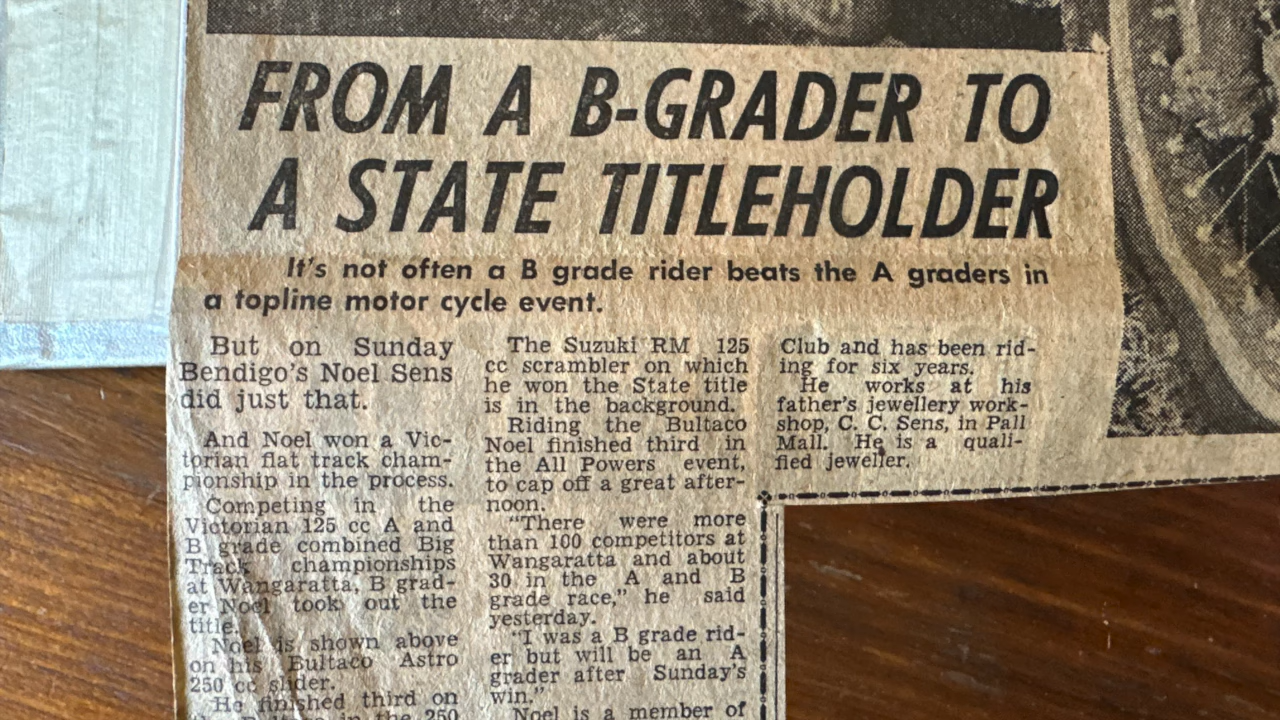 FROM A B-GRADER TO
A STATE TITLEHOLDER
It's not often a B grade rider beats the A graders in
a topline motor cycle event.
But on Sunday
Bendigo's Noel Sens
did just that.
And Noel won a Vic-
torian flat track cham-
pionship in the process.
Competing in the
Victorian 125 cc A and
B grade combined Big
Track championships
at Wangaratta, B grad-
er Noel took out the
title.
Noel is shown above
on his Bultaco Astro
250 cc slider.
He finished third on
the Bultaco in the 250
The Suzuki RM 125
cc scrambler on which
he won the State title
is in the background.
Riding the Bultaco
Noel finished third in
the All Powers event,
to cap off a great after-
noon.
"There were more
than 100 competitors at
Wangaratta and about
30 in the A and B
grade race," he said
yesterday.
"I was a B grade rid-
er but will be an A
grader after Sunday's
win."
Noel is a member of
Club and has been rid-
ing for six years.
He works at his
father's jewellery work-
shop, C. C. Sens, in Pall
Mall. He is a quali-
fied jeweller.